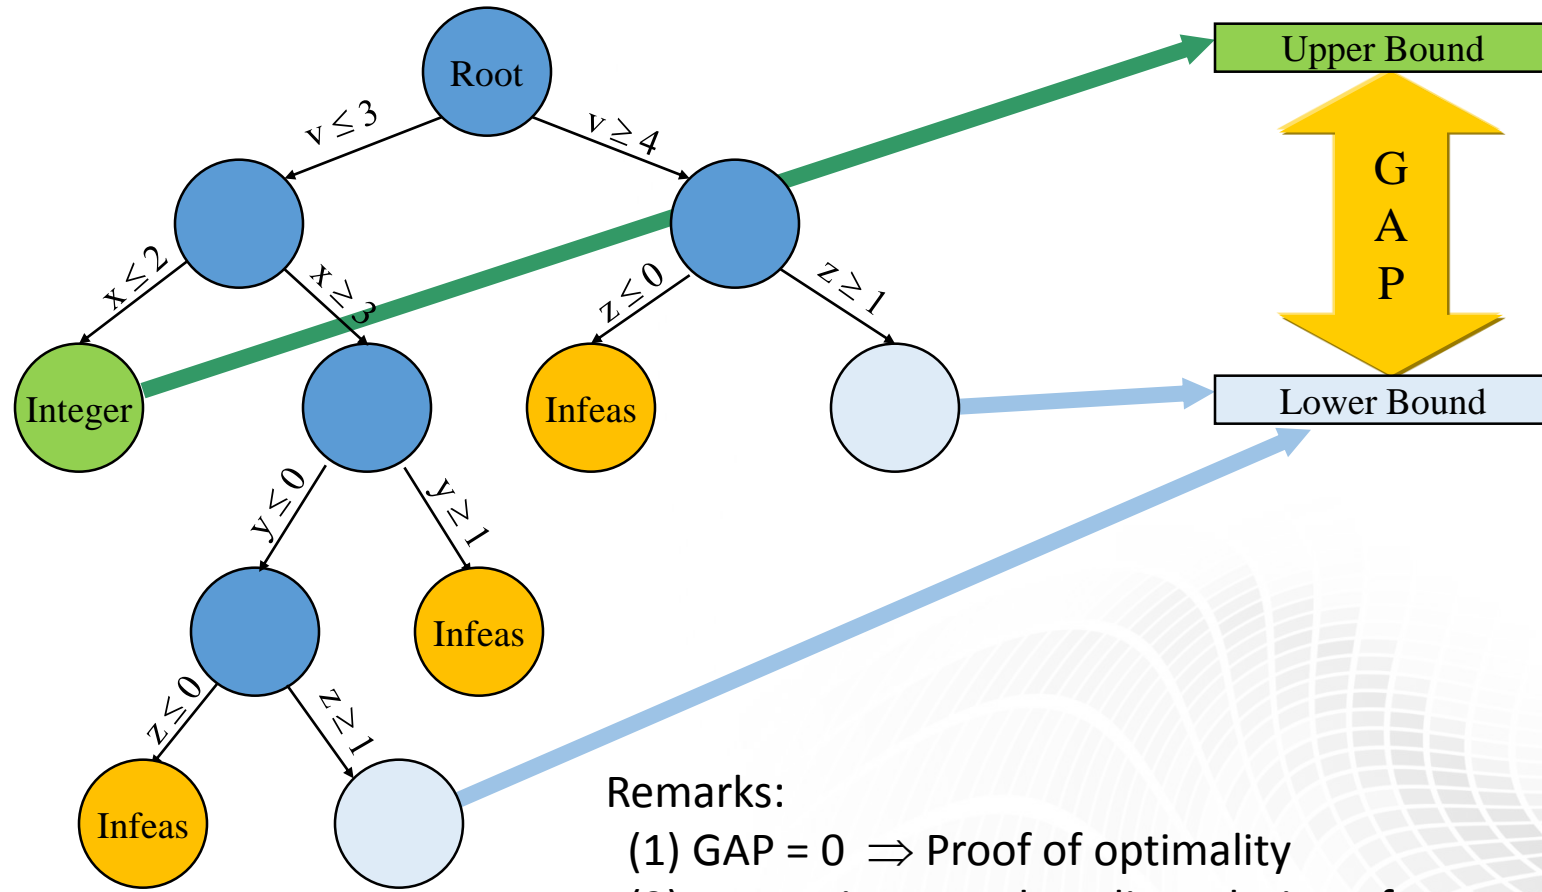 Root
Upper Bound
v ≤ 3
v ≥ 4
G
A
P
x ≤ 2
x ≥ 3
z ≤ 0
z ≥ 1
Integer
Infeas
Lower Bound
y ≤ 0
y ≥ 1
Infeas
z ≤ 0
z ≥ 1
Infeas
Remarks:
(1) GAP = 0 ⇒ Proof of optimality